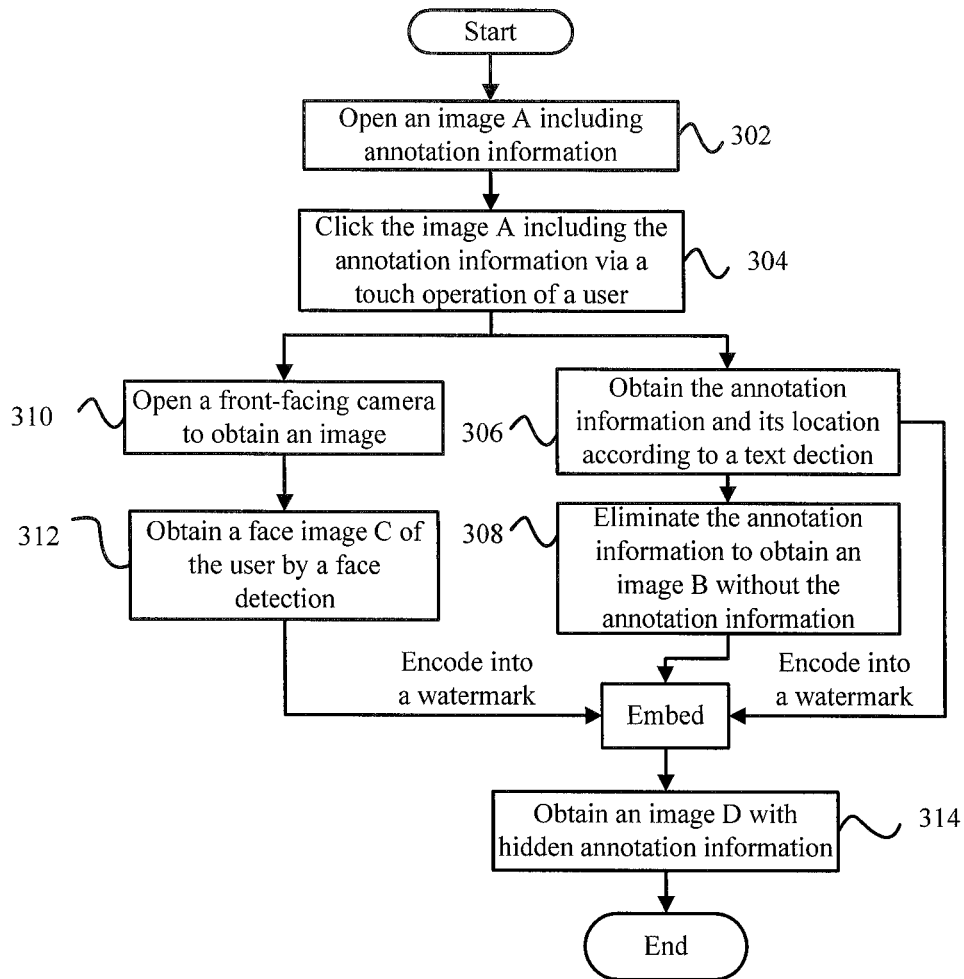 Start
Open an image A including
annotation information
302
Click the image A including the
annotation information via a
touch operation of a user
304
Open a front-facing camera
to obtain an image
310
Obtain the annotation
information and its location
according to a text dection
306
Obtain a face image C of
the user by a face
detection
312
Eliminate the annotation
information to obtain an
image B without the
annotation information
308
Encode into
a watermark
Embed
Encode into
a watermark
Obtain an image D with
hidden annotation information
314
End